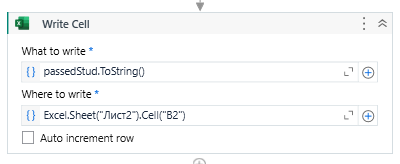 Write Cell
What to write *
{ } passedStud.ToString()
Where to write *
{ } Excel.Sheet("Лист2").Cell("B2")
Auto increment row